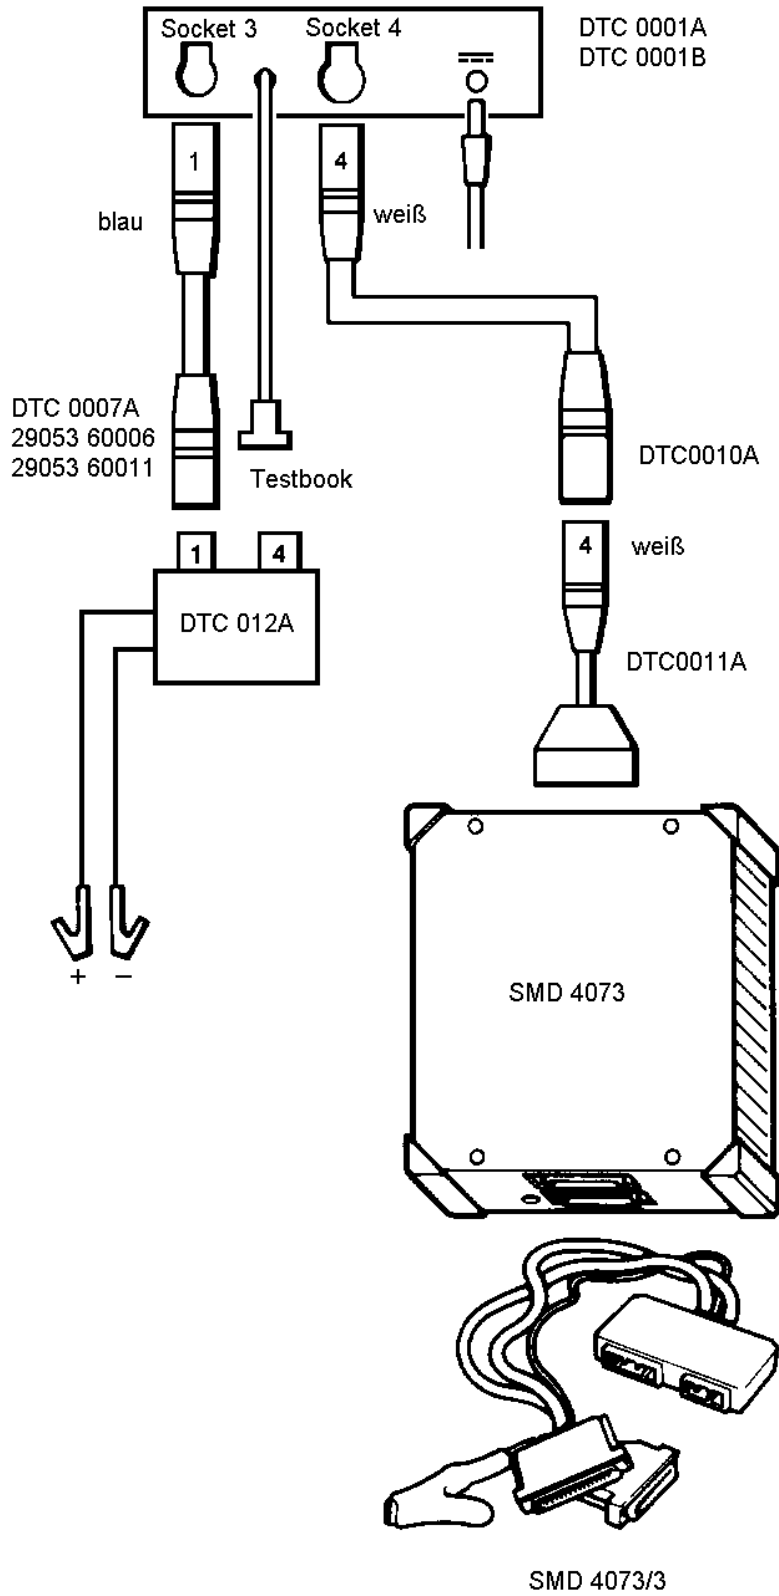 Socket 3
Socket 4
DTC 0001A
DTC 0001B
1
4
blau
weiß
DTC 0007A
29053 60006
29053 60011
Testbook
DTC0010A
1
4
4
weiß
DTC 012A
DTC0011A
+ –
SMD 4073
SMD 4073/3